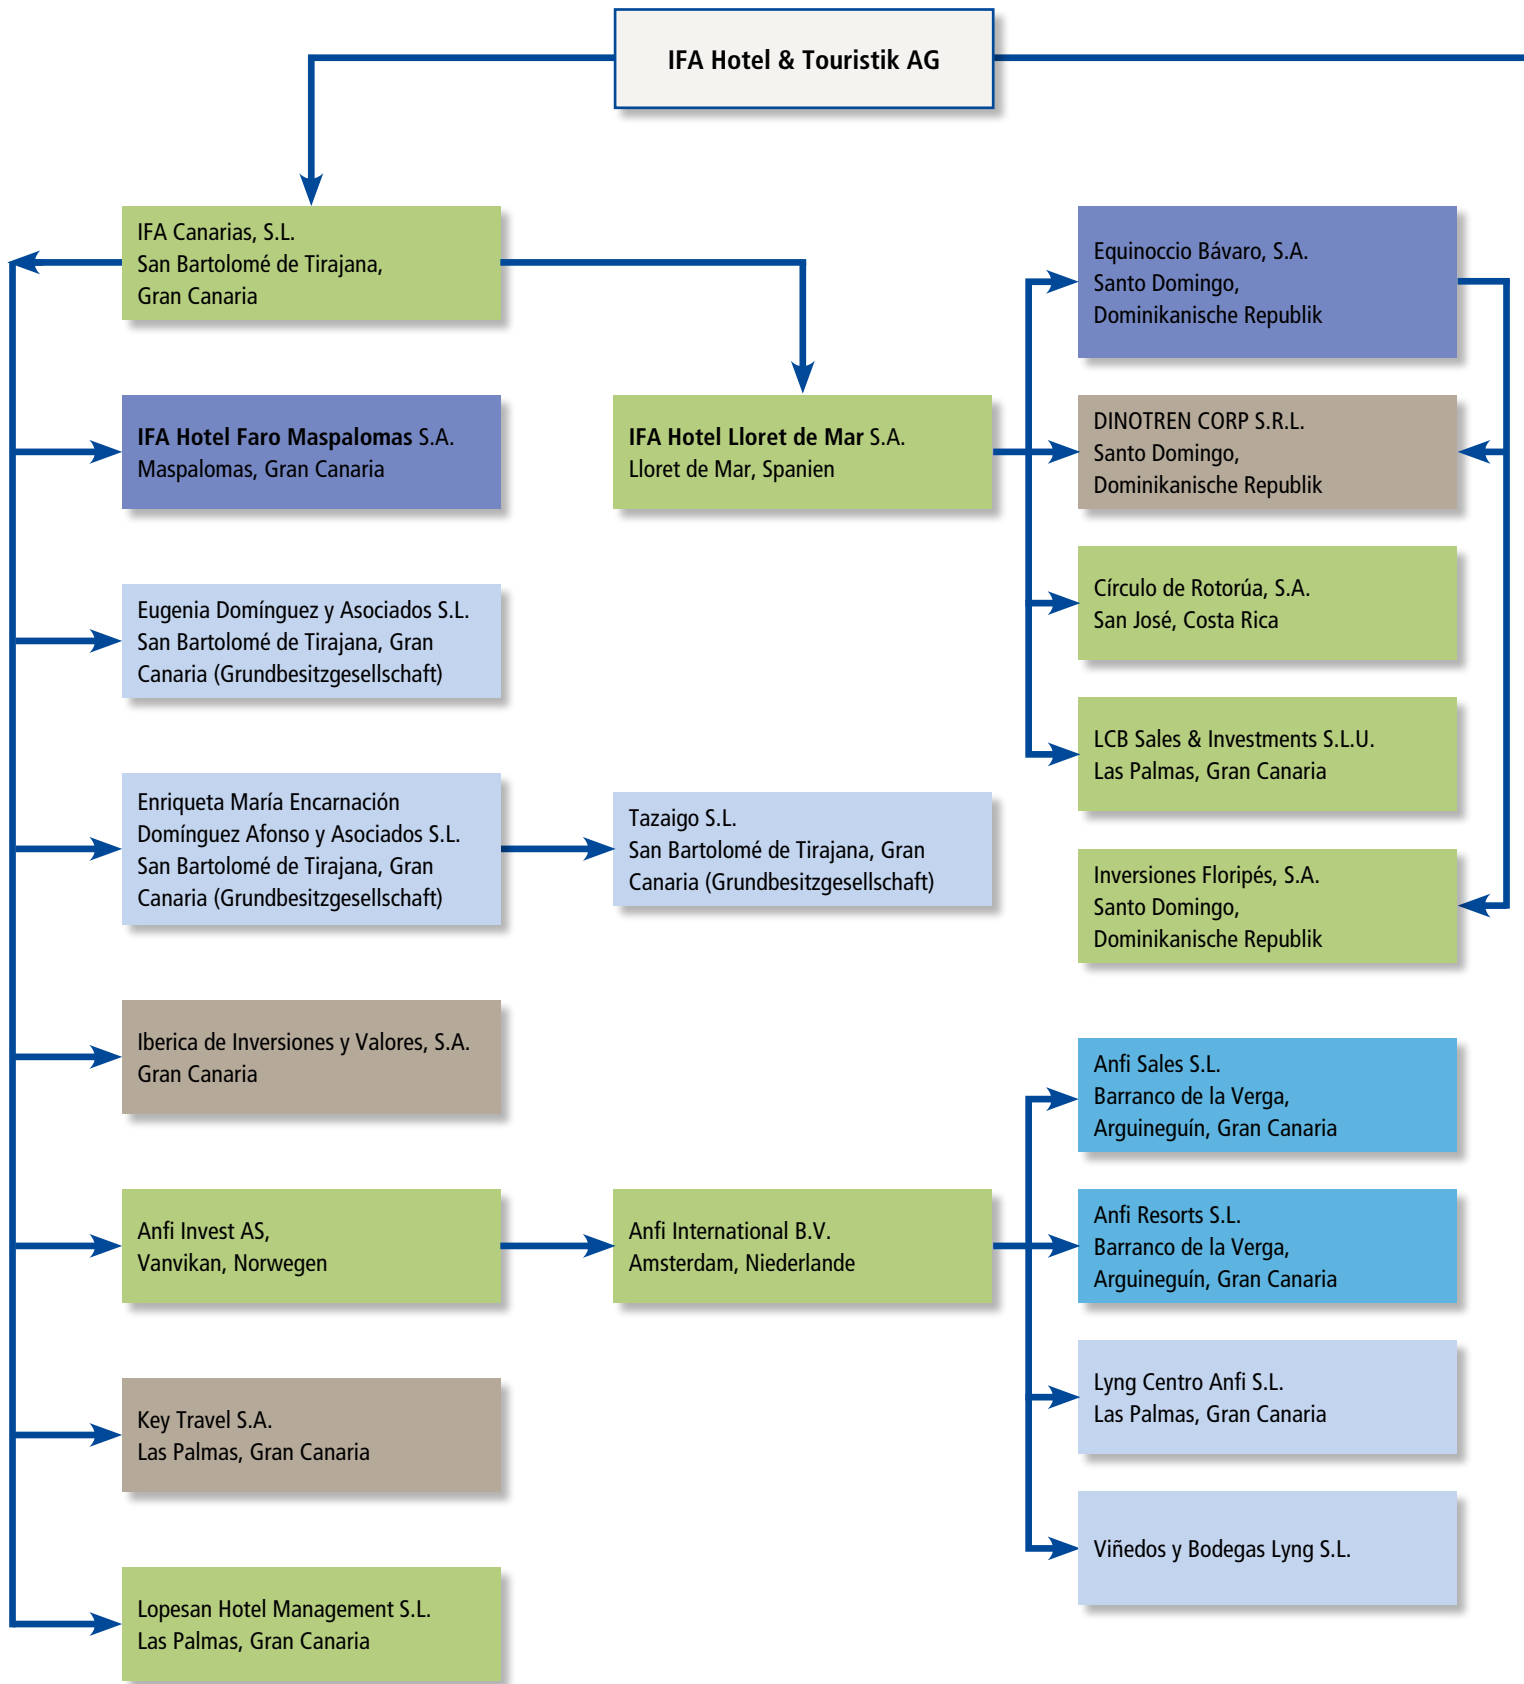 IFA Hotel & Touristik AG
IFA Canarias, S.L.
San Bartolomé de Tirajana,
Gran Canaria
IFA Hotel Faro Maspalomas S.A.
Maspalomas, Gran Canaria
Eugenia Domínguez y Asociados S.L.
San Bartolomé de Tirajana, Gran
Canaria (Grundbesitzgesellschaft)
Enriqueta María Encarnación
Domínguez Afonso y Asociados S.L.
San Bartolomé de Tirajana, Gran
Canaria (Grundbesitzgesellschaft)
Iberica de Inversiones y Valores, S.A.
Gran Canaria
Anfi Invest AS,
Vanvikan, Norwegen
Key Travel S.A.
Las Palmas, Gran Canaria
Lopesan Hotel Management S.L.
Las Palmas, Gran Canaria
IFA Hotel Lloret de Mar S.A.
Lloret de Mar, Spanien
Tazaigo S.L.
San Bartolomé de Tirajana, Gran
Canaria (Grundbesitzgesellschaft)
Anfi International B.V.
Amsterdam, Niederlande
Equinoccio Bávaro, S.A.
Santo Domingo,
Dominikanische Republik
DINOTREN CORP S.R.L.
Santo Domingo,
Dominikanische Republik
Círculo de Rotorúa, S.A.
San José, Costa Rica
LCB Sales & Investments S.L.U.
Las Palmas, Gran Canaria
Inversiones Floripés, S.A.
Santo Domingo,
Dominikanische Republik
Anfi Sales S.L.
Barranco de la Verga,
Arguineguín, Gran Canaria
Anfi Resorts S.L.
Barranco de la Verga,
Arguineguín, Gran Canaria
Lyng Centro Anfi S.L.
Las Palmas, Gran Canaria
Viñedos y Bodegas Lyng S.L.